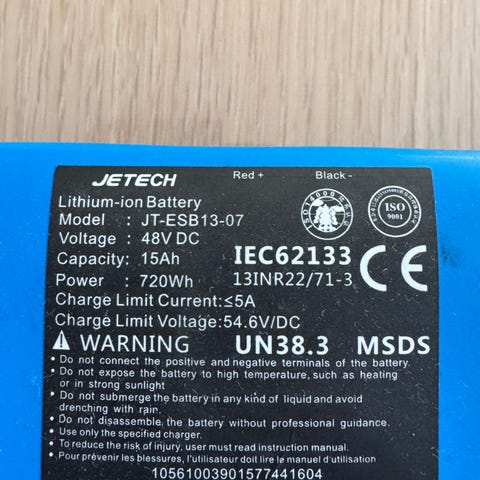 JETECH
Red + Black -
Lithium-ion Battery
Model : JT-ESB13-07
Voltage : 48V DC
Capacity: 15Ah
IEC62133
Power : 720Wh
13INR22/71-3
CE
ISO
9001
Charge Limit Current:≤5A
Charge Limit Voltage:54.6V/DC
WARNING UN38.3 MSDS
• Do not connect the positive and negative terminals of the battery.
• Do not expose the battery to high temperature, such as heating
or in strong sunlight
• Do not submerge the battery in any kind of liquid and avoid
drenching with rain.
• Do not disassemble the battery without professional guidance.
• Use only the specified charger.
• To reduce the risk of injury, user must read instruction manual.
• Pour prévenir les blessures, l'utilisateur doit lire le manuel d'utilisation
10561003901577441604